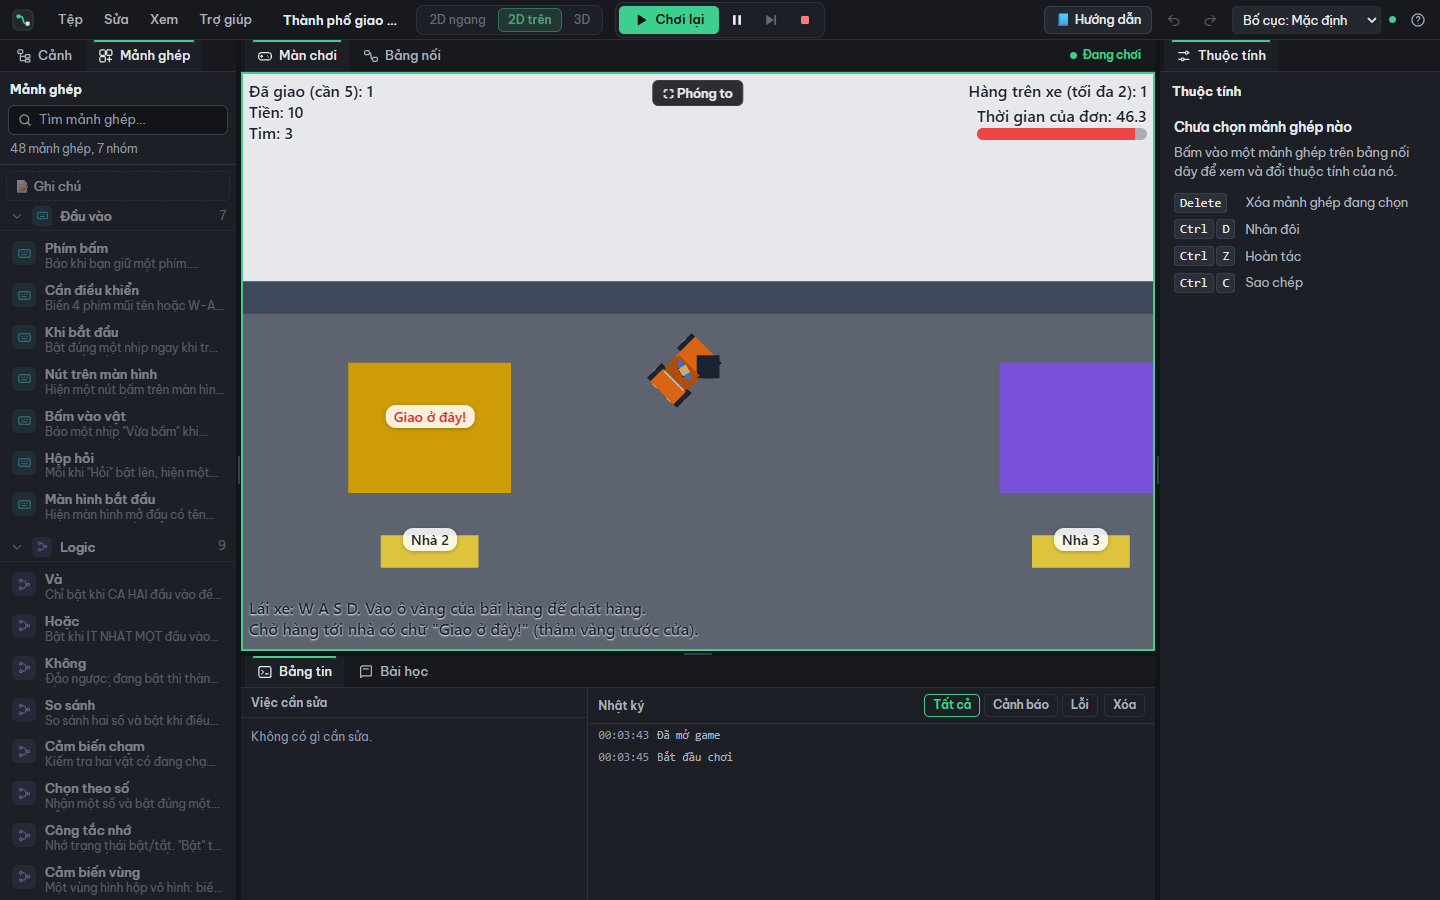 Tệp
Sửa
Xem
Trợ giúp
Thành phố giao ...
2D ngang
2D trên
3D
Chơi lại
Hướng dẫn
Bố cục: Mặc định
Cảnh
Mảnh ghép
Màn chơi
Bảng nối
Đang chơi
Thuộc tính
Mảnh ghép
Tìm mảnh ghép...
48 mảnh ghép, 7 nhóm
Ghi chú
Đầu vào 7
Phím bấm
Báo khi bạn giữ một phím....
Cần điều khiển
Biến 4 phím mũi tên hoặc W-A...
Khi bắt đầu
Bật đúng một nhịp ngay khi tr...
Nút trên màn hình
Hiện một nút bấm trên màn hìn...
Bấm vào vật
Báo một nhịp "Vừa bấm" khi...
Hộp hỏi
Mỗi khi "Hỏi" bật lên, hiện một...
Màn hình bắt đầu
Hiện màn hình mở đầu có tên...
Logic 9
Và
Chỉ bật khi CẢ HAI đầu vào đề...
Hoặc
Bật khi ÍT NHẤT MỘT đầu vào...
Không
Đảo ngược: đang bật thì thàn...
So sánh
So sánh hai số và bật khi điều...
Cảm biến chạm
Kiểm tra hai vật có đang chạ...
Chọn theo số
Nhận một số và bật đúng một...
Công tắc nhớ
Nhớ trạng thái bật/tắt. "Bật" t...
Cảm biến vùng
Một vùng hình hộp vô hình: biế...
Đã giao (cần 5): 1
Tiền: 10
Tim: 3
Phóng to
Hàng trên xe (tối đa 2): 1
Thời gian của đơn: 46.3
Giao ở đây!
Nhà 2
Nhà 3
Lái xe: W A S D. Vào ô vàng của bãi hàng để chất hàng.
Chở hàng tới nhà có chữ "Giao ở đây!" (thảm vàng trước cửa).
Bảng tin
Bài học
Việc cần sửa
Không có gì cần sửa.
Nhật ký
Tất cả
Cảnh báo
Lỗi
Xóa
00:03:43 Đã mở game
00:03:45 Bắt đầu chơi
Thuộc tính
Chưa chọn mảnh ghép nào
Bấm vào một mảnh ghép trên bảng nối
dây để xem và đổi thuộc tính của nó.
Delete Xóa mảnh ghép đang chọn
Ctrl D Nhân đôi
Ctrl Z Hoàn tác
Ctrl C Sao chép